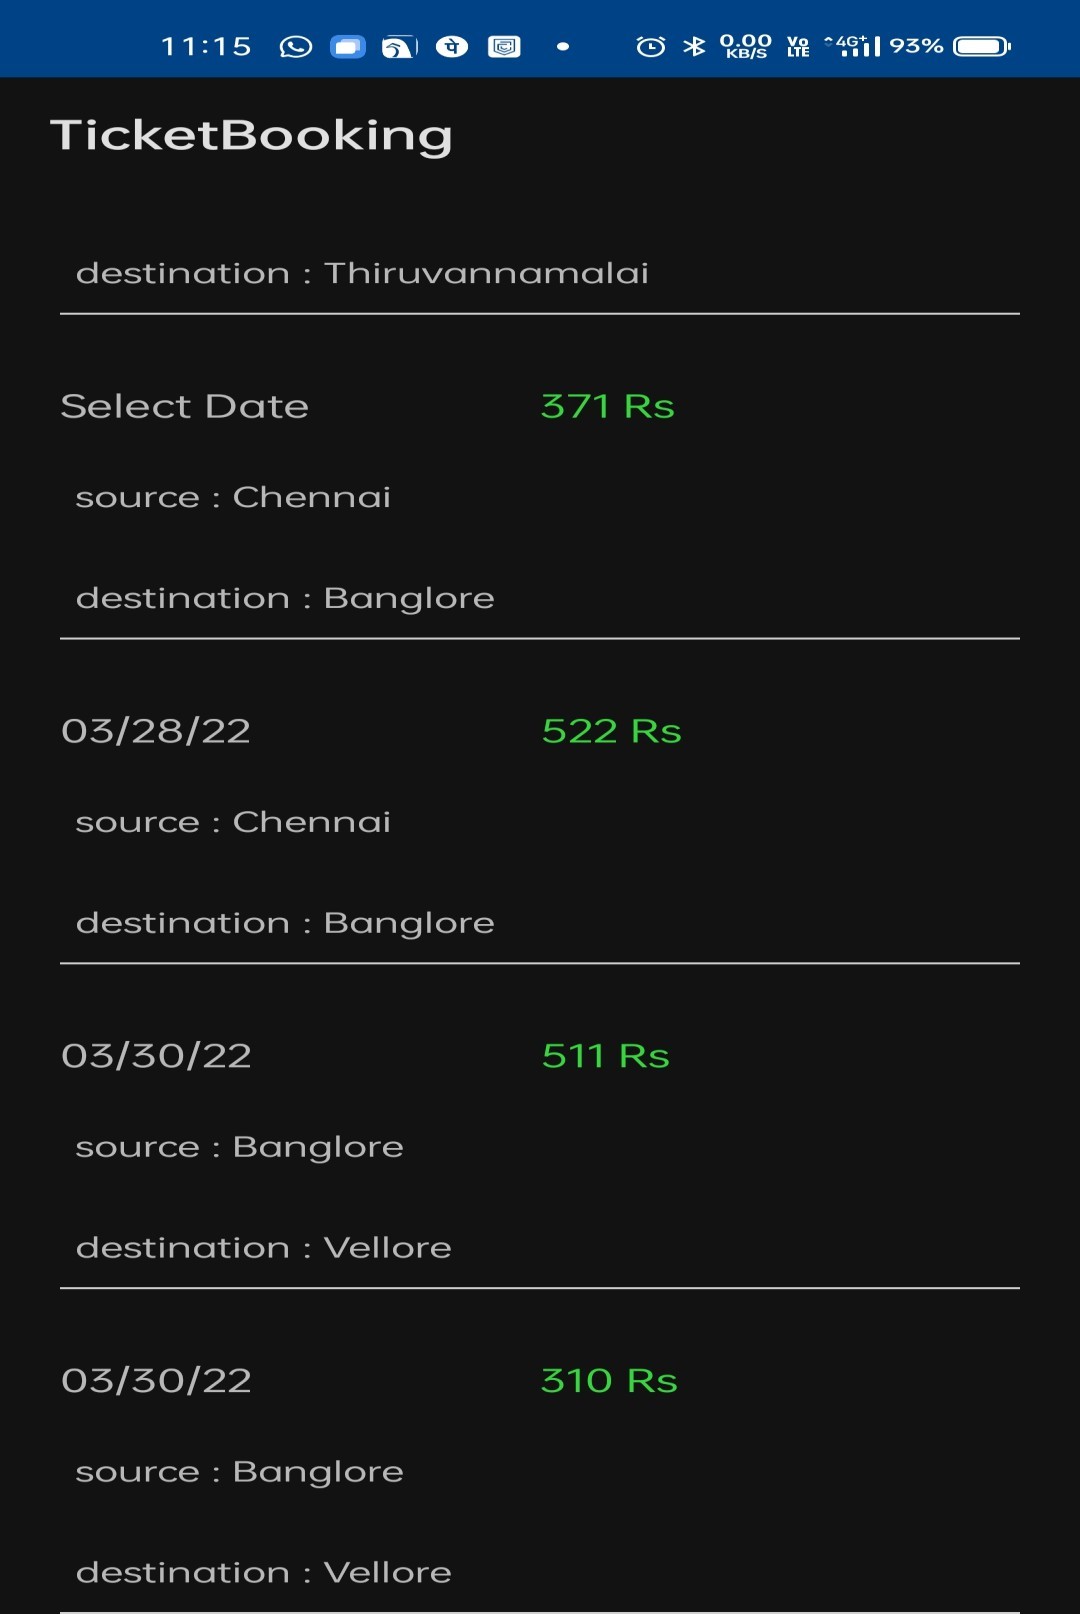 11:15 पे 0.00 KB/S Vo LTE 4G+ 93%
TicketBooking
destination : Thiruvannamalai
Select Date 371 Rs
source : Chennai
destination : Banglore
03/28/22 522 Rs
source : Chennai
destination : Banglore
03/30/22 511 Rs
source : Banglore
destination : Vellore
03/30/22 310 Rs
source : Banglore
destination : Vellore